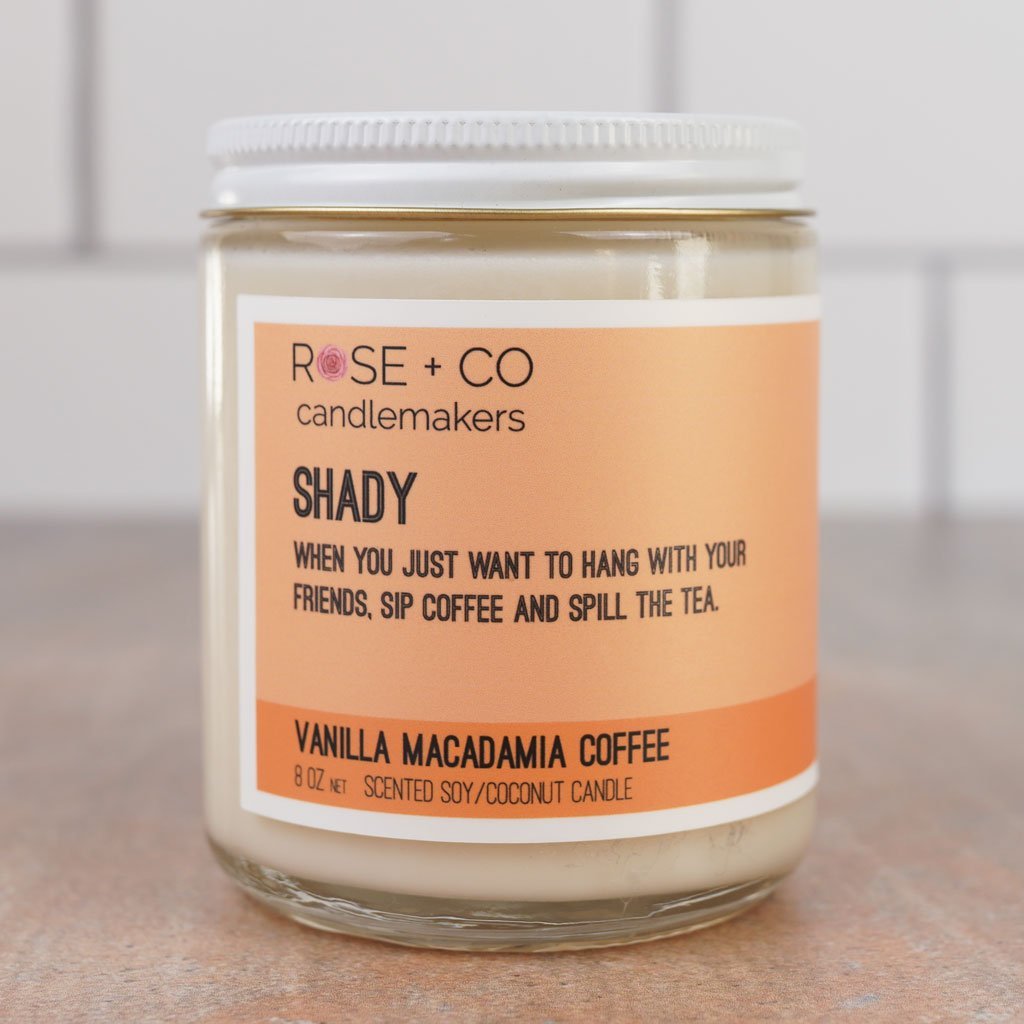 ROSE + CO
candlemakers
SHADY
WHEN YOU JUST WANT TO HANG WITH YOUR
FRIENDS, SIP COFFEE AND SPILL THE TEA.
VANILLA MACADAMIA COFFEE
8 OZ NET SCENTED SOY/COCONUT CANDLE